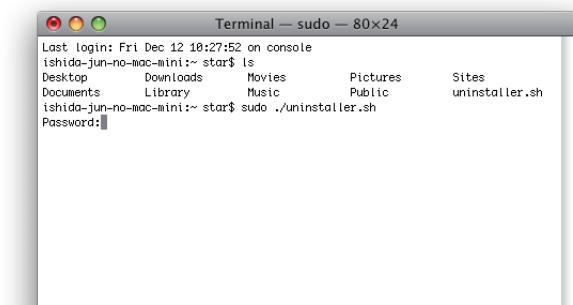 Terminal — sudo — 80×24
Last login: Fri Dec 12 10:27:52 on console
ishida-jun-no-mac-mini:~ star$ ls
Desktop Downloads Movies Pictures Sites
Documents Library Music Public uninstaller.sh
ishida-jun-no-mac-mini:~ star$ sudo ./uninstaller.sh
Password: